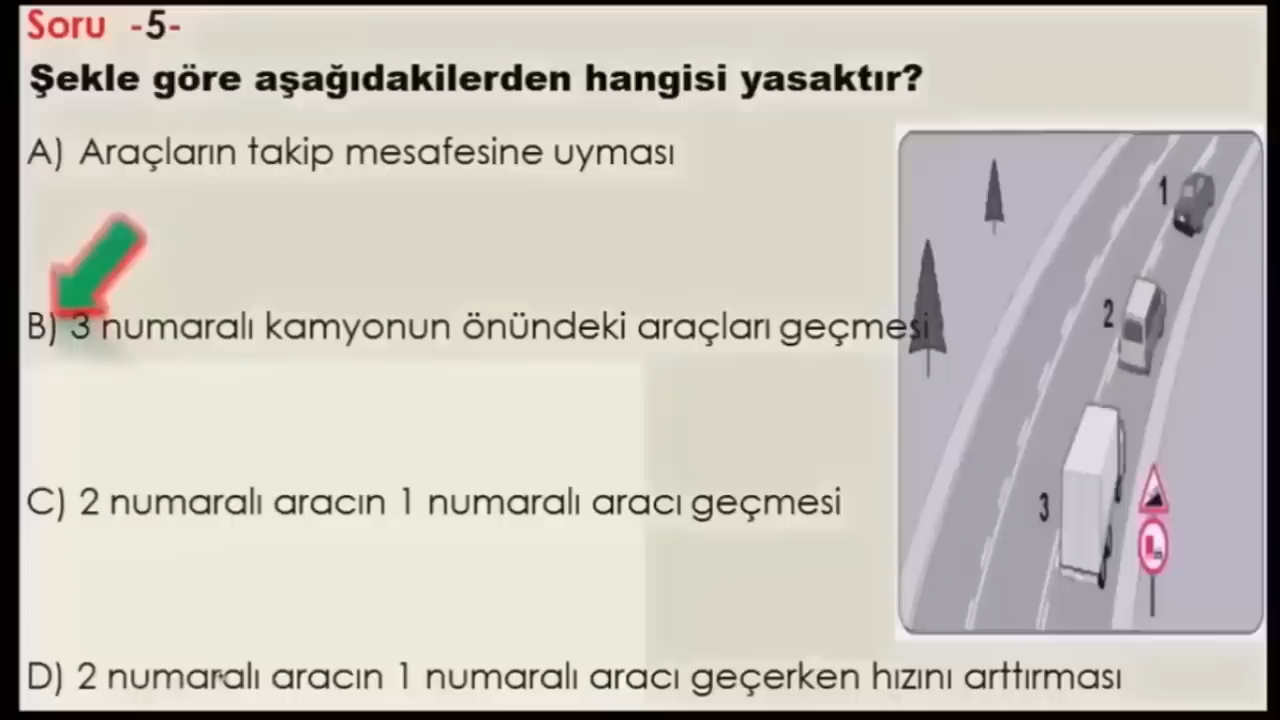 Soru -5-
Şekle göre aşağıdakilerden hangisi yasaktır?
A) Araçların takip mesafesine uyması
B) 3 numaralı kamyonun önündeki araçları geçmesi
C) 2 numaralı aracın 1 numaralı aracı geçmesi
D) 2 numaralı aracın 1 numaralı aracı geçerken hızını arttırması
1
2
3